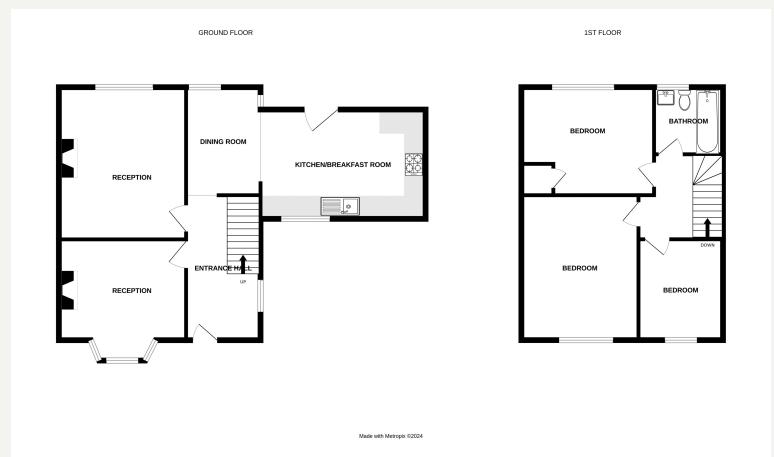 GROUND FLOOR
1ST FLOOR
DINING ROOM
KITCHEN/BREAKFAST ROOM
RECEPTION
ENTRANCE HALL
UP
RECEPTION
BEDROOM
BATHROOM
DOWN
BEDROOM
BEDROOM
Made with Metropix ©2024